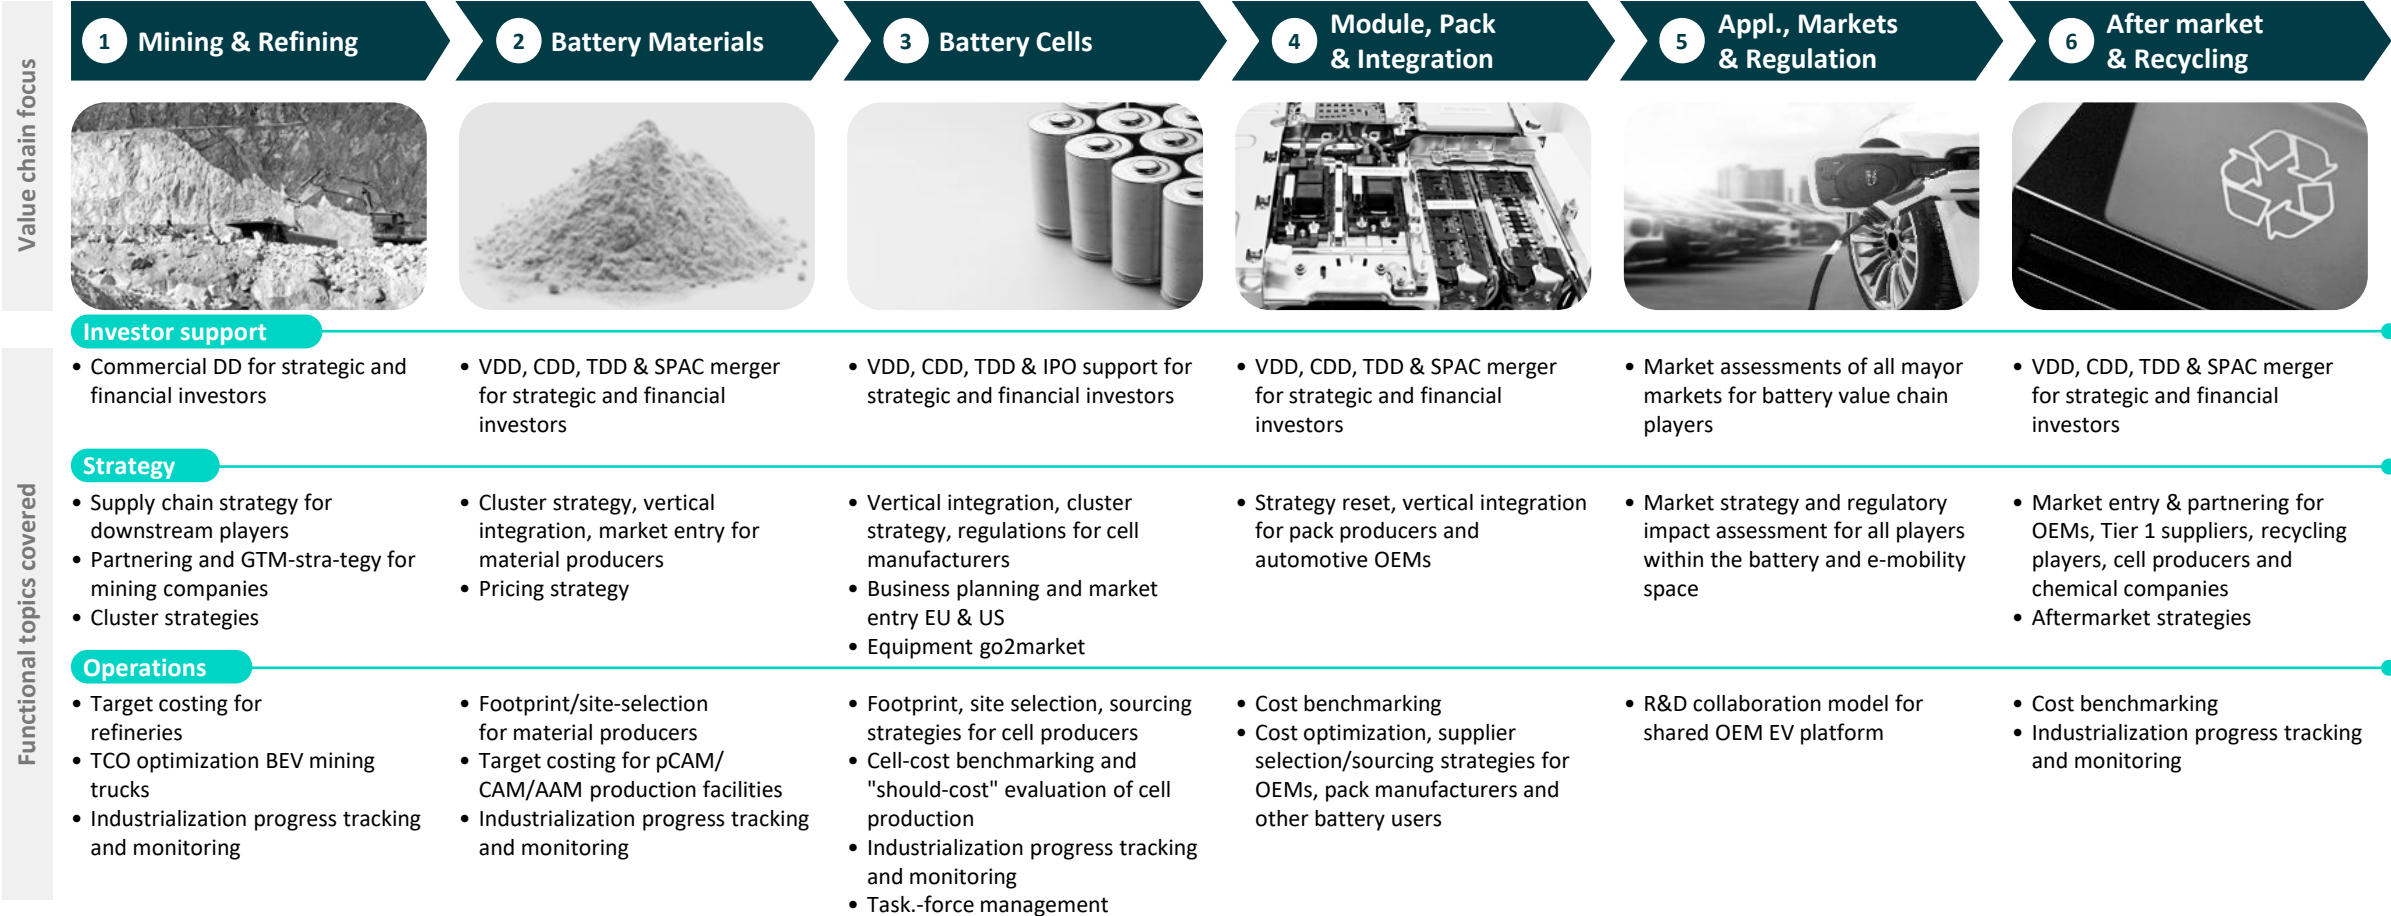 Value chain focus
1 Mining & Refining
2 Battery Materials
3 Battery Cells
4 Module, Pack
& Integration
5 Appl., Markets
& Regulation
6 After market
& Recycling
Functional topics covered
Investor support
• Commercial DD for strategic and
financial investors
• VDD, CDD, TDD & SPAC merger
for strategic and financial
investors
• VDD, CDD, TDD & IPO support for
strategic and financial investors
• VDD, CDD, TDD & SPAC merger
for strategic and financial
investors
• Market assessments of all mayor
markets for battery value chain
players
• VDD, CDD, TDD & SPAC merger
for strategic and financial
investors
Strategy
• Supply chain strategy for
downstream players
• Partnering and GTM-stra-tegy for
mining companies
• Cluster strategies
• Cluster strategy, vertical
integration, market entry for
material producers
• Pricing strategy
• Vertical integration, cluster
strategy, regulations for cell
manufacturers
• Business planning and market
entry EU & US
• Equipment go2market
• Strategy reset, vertical integration
for pack producers and
automotive OEMs
• Market strategy and regulatory
impact assessment for all players
within the battery and e-mobility
space
• Market entry & partnering for
OEMs, Tier 1 suppliers, recycling
players, cell producers and
chemical companies
• Aftermarket strategies
Operations
• Target costing for
refineries
• TCO optimization BEV mining
trucks
• Industrialization progress tracking
and monitoring
• Footprint/site-selection
for material producers
• Target costing for pCAM/
CAM/AAM production facilities
• Industrialization progress tracking
and monitoring
• Footprint, site selection, sourcing
strategies for cell producers
• Cell-cost benchmarking and
"should-cost" evaluation of cell
production
• Industrialization progress tracking
and monitoring
• Task.-force management
• Cost benchmarking
• Cost optimization, supplier
selection/sourcing strategies for
OEMs, pack manufacturers and
other battery users
• R&D collaboration model for
shared OEM EV platform
• Cost benchmarking
• Industrialization progress tracking
and monitoring